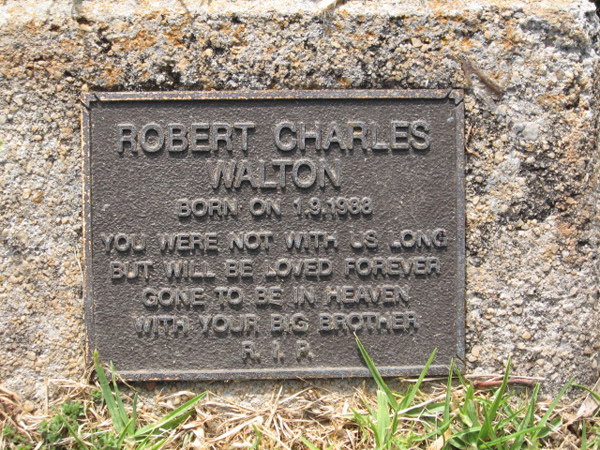 ROBERT CHARLES
WALTON
BORN ON 1.9.1988
YOU WERE NOT WITH US LONG
BUT WILL BE LOVED FOREVER
GONE TO BE IN HEAVEN
WITH YOUR BIG BROTHER
R. I. P.